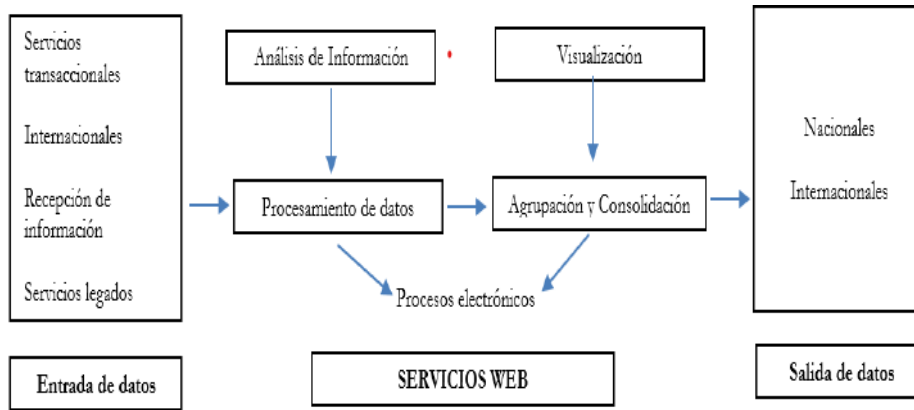 Servicios
transaccionales
Internacionales
Recepción de
información
Servicios legados
Análisis de Información
Visualización
Procesamiento de datos
Agrupación y Consolidación
Procesos electrónicos
Nacionales
Internacionales
Entrada de datos
SERVICIOS WEB
Salida de datos